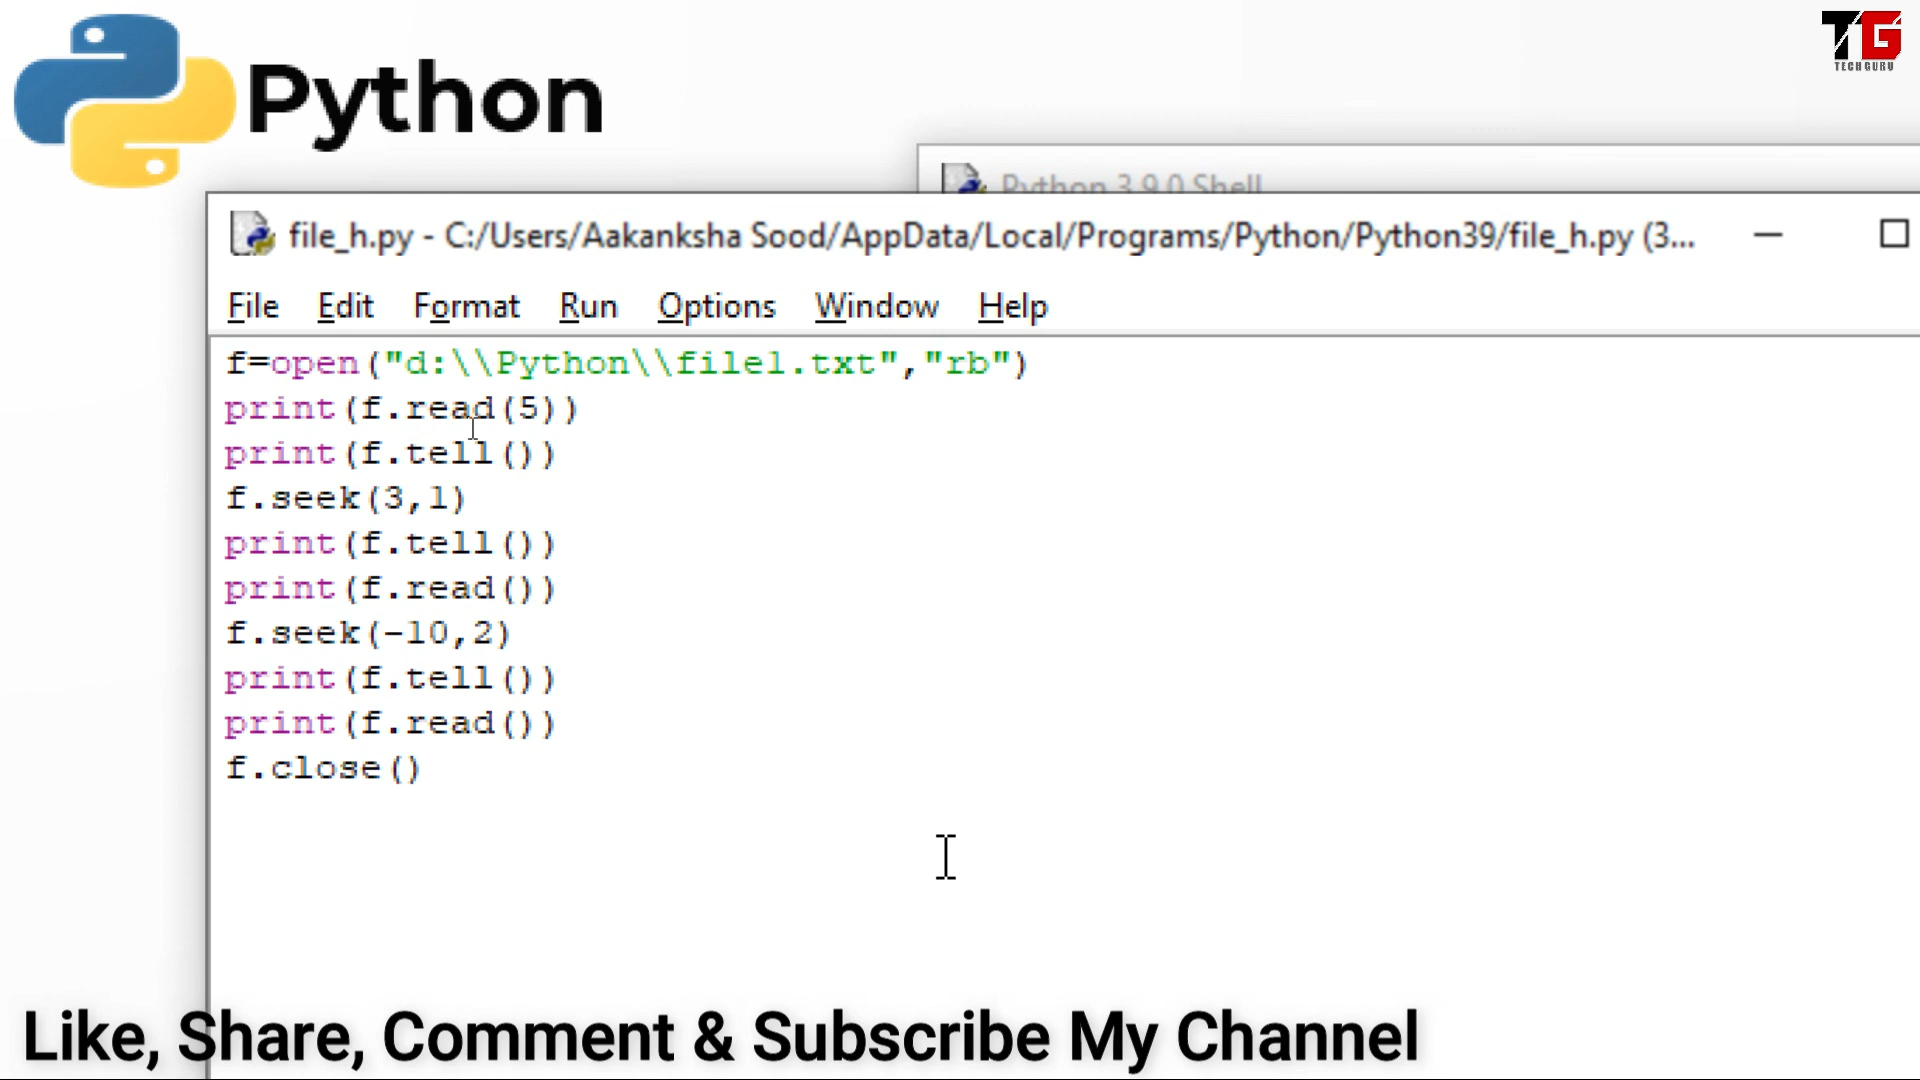 Python
TG
TECHGURU
Python 3.9.0 Shell
file_h.py - C:/Users/Aakanksha Sood/AppData/Local/Programs/Python/Python39/file_h.py (3...
File Edit Format Run Options Window Help
f=open("d:\\Python\\file1.txt","rb")
print(f.read(5))
print(f.tell())
f.seek(3,1)
print(f.tell())
print(f.read())
f.seek(-10,2)
print(f.tell())
print(f.read())
f.close()
Like, Share, Comment & Subscribe My Channel